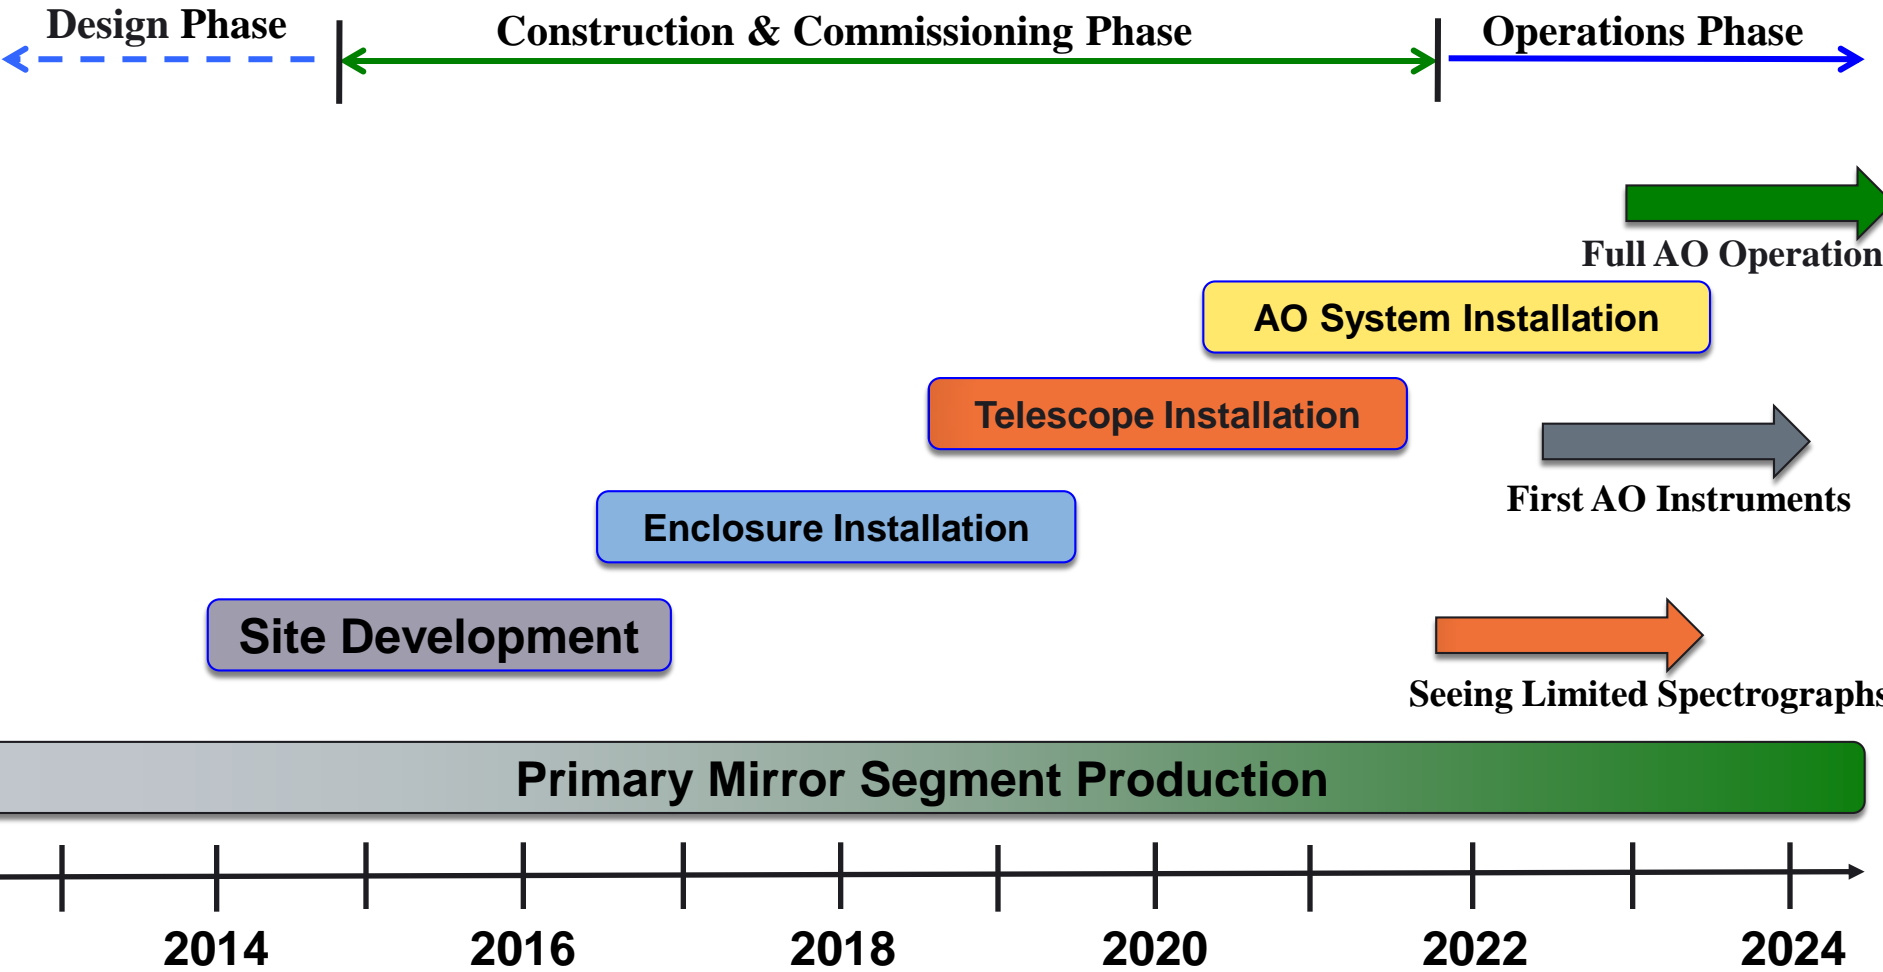 Design Phase
Construction & Commissioning Phase
Operations Phase
Full AO Operation
AO System Installation
Telescope Installation
First AO Instruments
Enclosure Installation
Site Development
Seeing Limited Spectrographs
Primary Mirror Segment Production
2014 2016 2018 2020 2022 2024